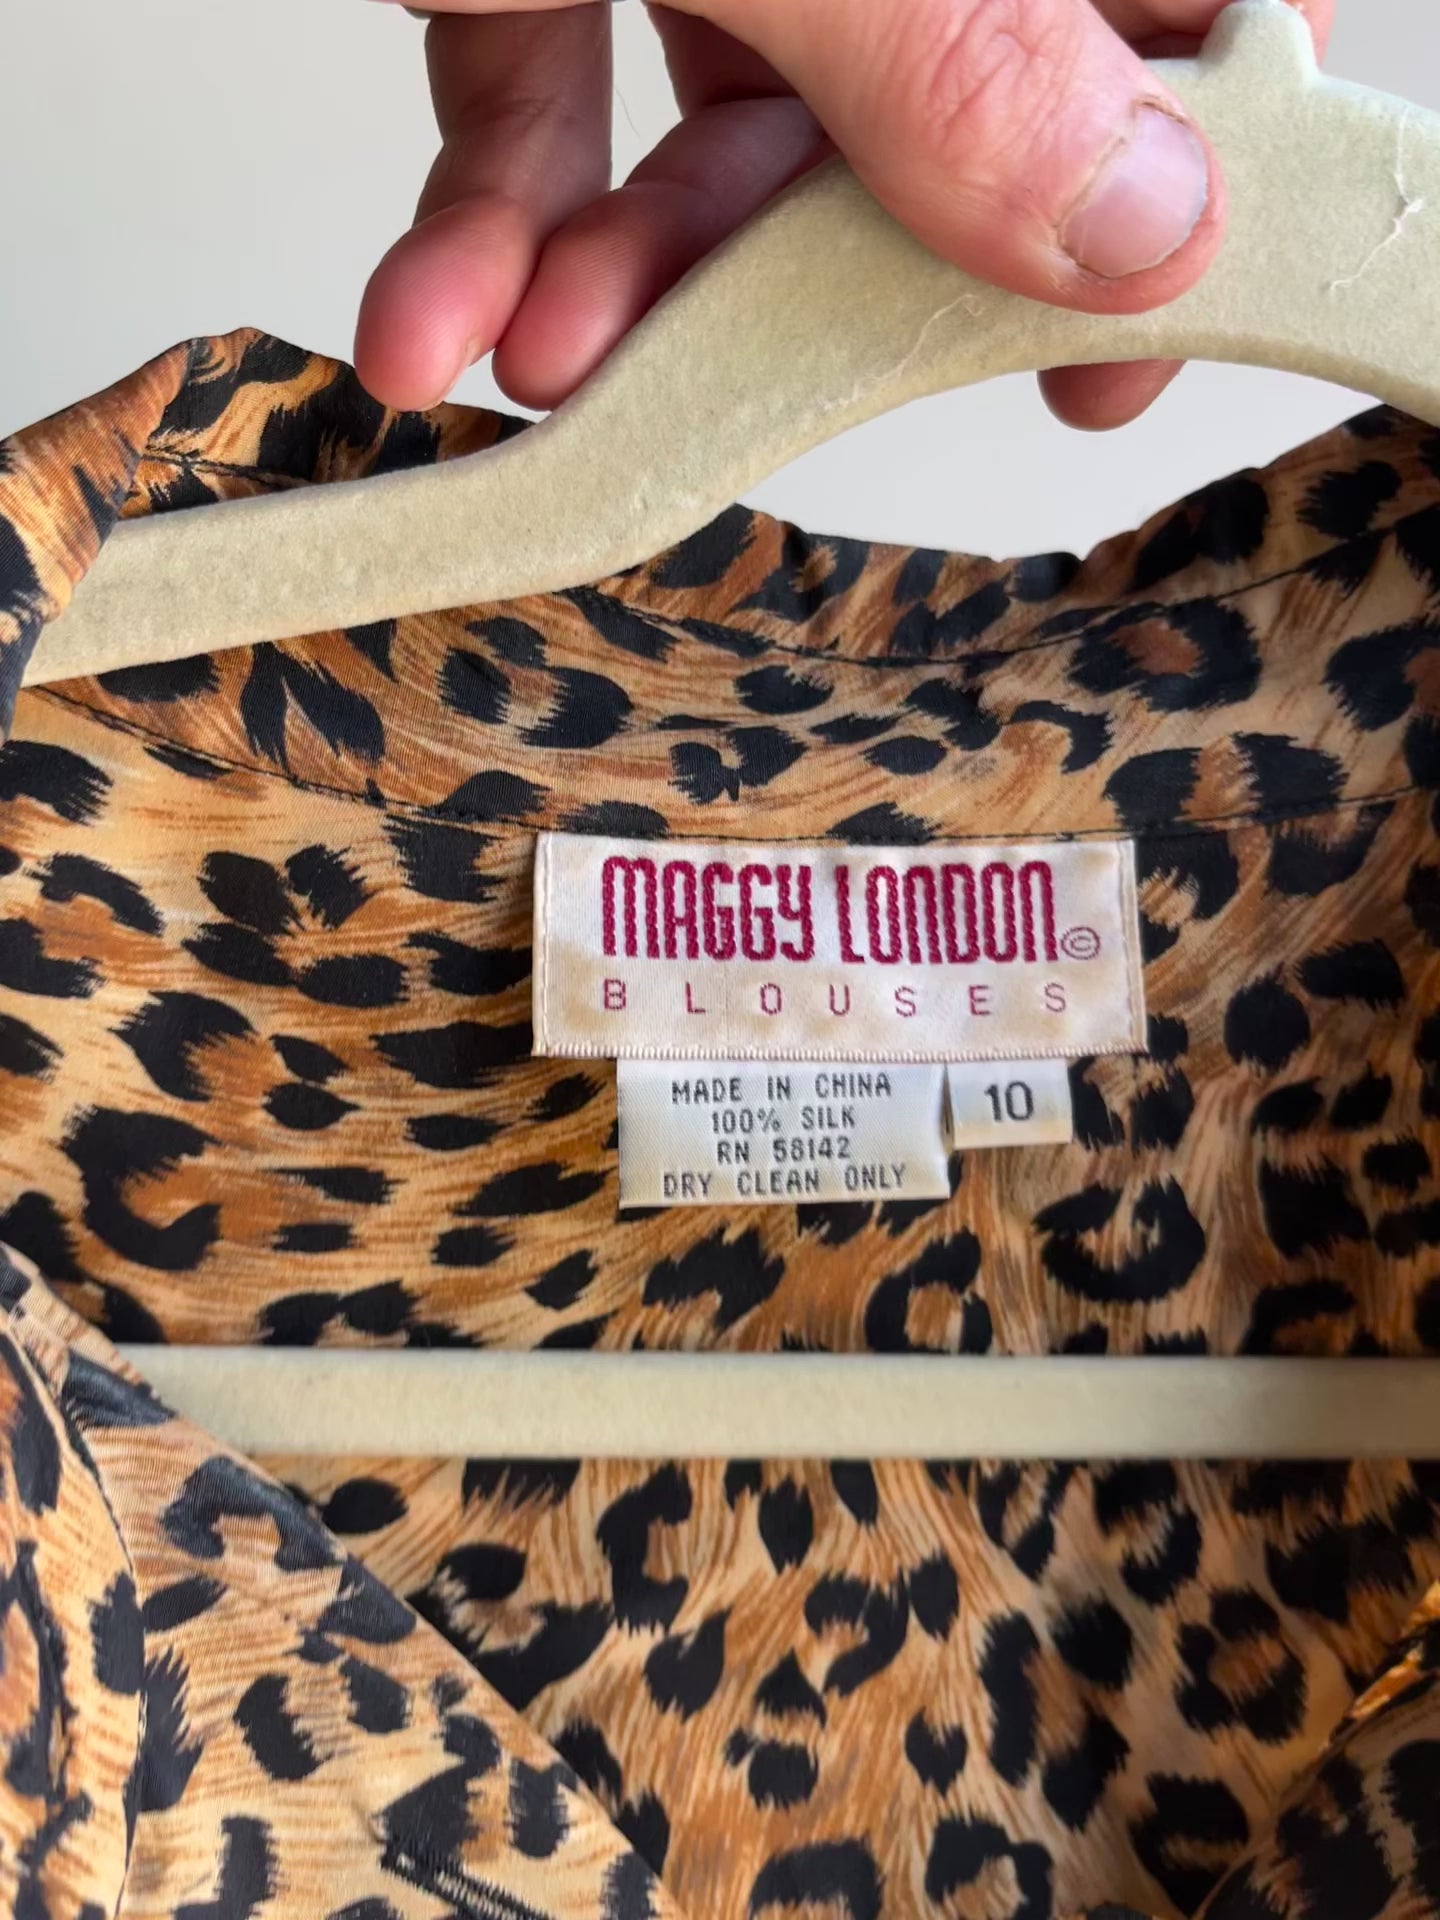 MAGGY LONDON©
BLOUSES
MADE IN CHINA
100% SILK
RN 58142
DRY CLEAN ONLY
10